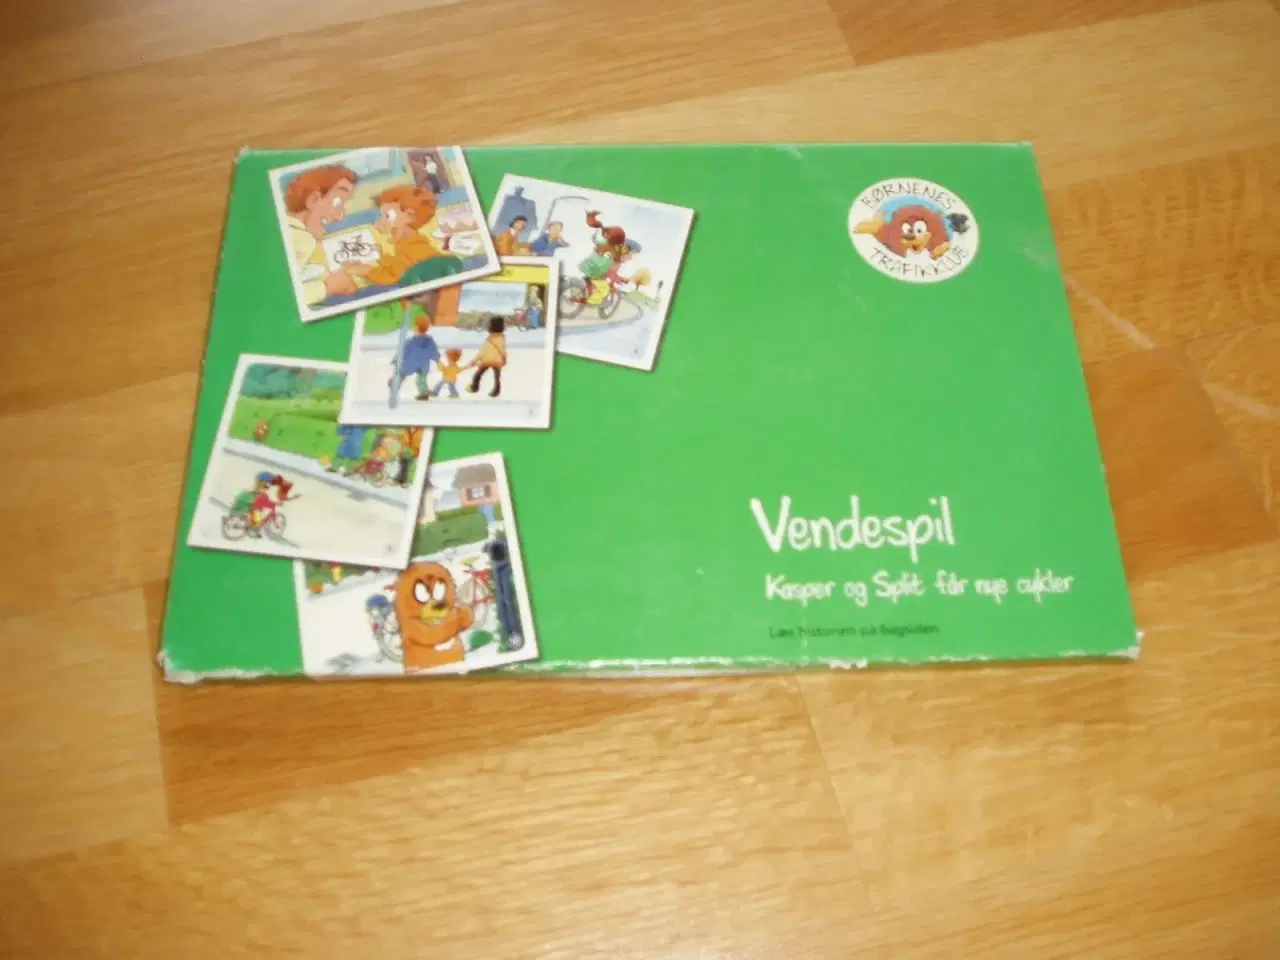 BØRNENES
TRAFIKKLUB
Vendespil
Kasper og Split får nye cykler
Læs historien på bagsiden